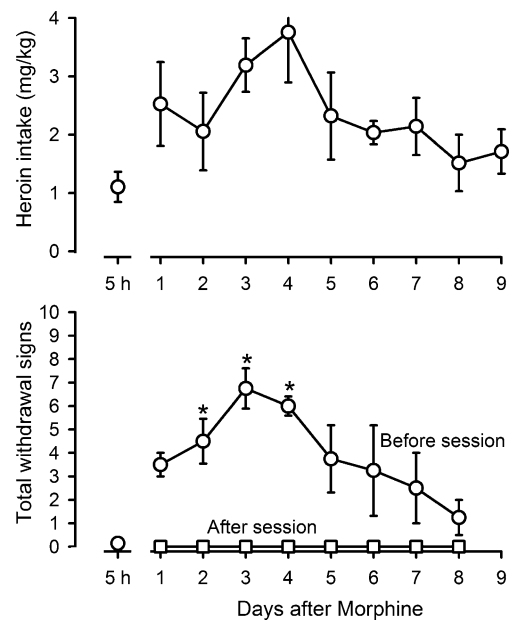 Heroin intake (mg/kg)
4
3
2
1
0
5 h 1 2 3 4 5 6 7 8 9
Total withdrawal signs
10
9
8
7
6
5
4
3
2
1
0
* * *
Before session
After session
5 h 1 2 3 4 5 6 7 8 9
Days after Morphine